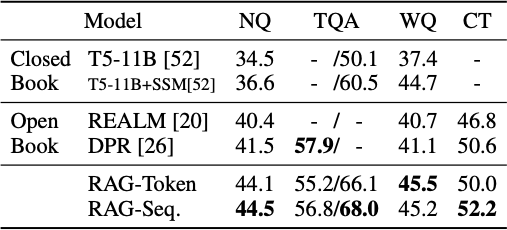 Model NQ TQA WQ CT
Closed T5-11B [52] 34.5 - /50.1 37.4 -
Book T5-11B+SSM[52] 36.6 - /60.5 44.7 -
Open REALM [20] 40.4 - / - 40.7 46.8
Book DPR [26] 41.5 57.9/ - 41.1 50.6
RAG-Token 44.1 55.2/66.1 45.5 50.0
RAG-Seq. 44.5 56.8/68.0 45.2 52.2